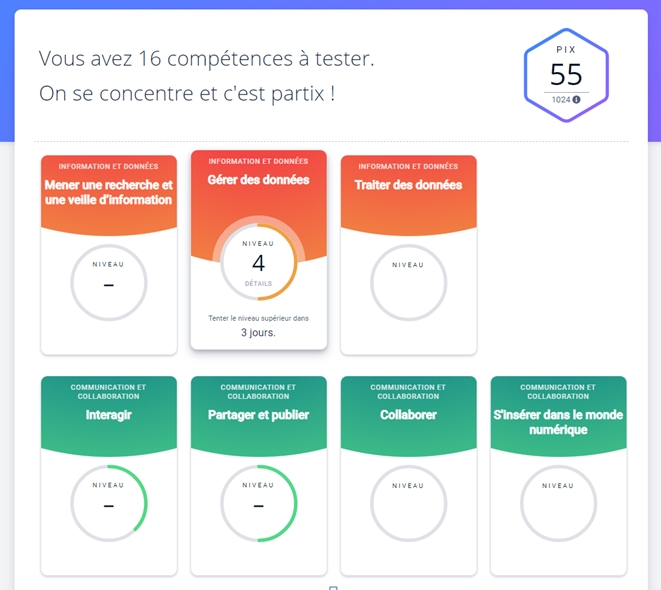 Vous avez 16 compétences à tester.
On se concentre et c'est partix !
PIX
55
1024
INFORMATION ET DONNÉES
Mener une recherche et
une veille d'information
NIVEAU
–
INFORMATION ET DONNÉES
Gérer des données
NIVEAU
4
DÉTAILS
Tenter le niveau supérieur dans
3 jours.
INFORMATION ET DONNÉES
Traiter des données
NIVEAU
COMMUNICATION ET
COLLABORATION
Interagir
NIVEAU
–
COMMUNICATION ET
COLLABORATION
Partager et publier
NIVEAU
–
COMMUNICATION ET
COLLABORATION
Collaborer
NIVEAU
COMMUNICATION ET
COLLABORATION
S'insérer dans le monde
numérique
NIVEAU